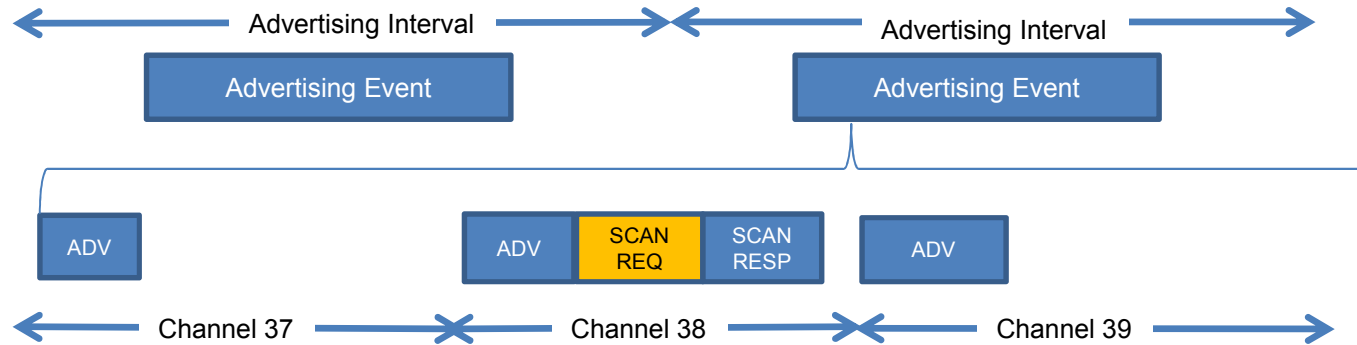 Advertising Interval
Advertising Interval
Advertising Event
Advertising Event
ADV
ADV
SCAN
REQ
SCAN
RESP
ADV
Channel 37
Channel 38
Channel 39